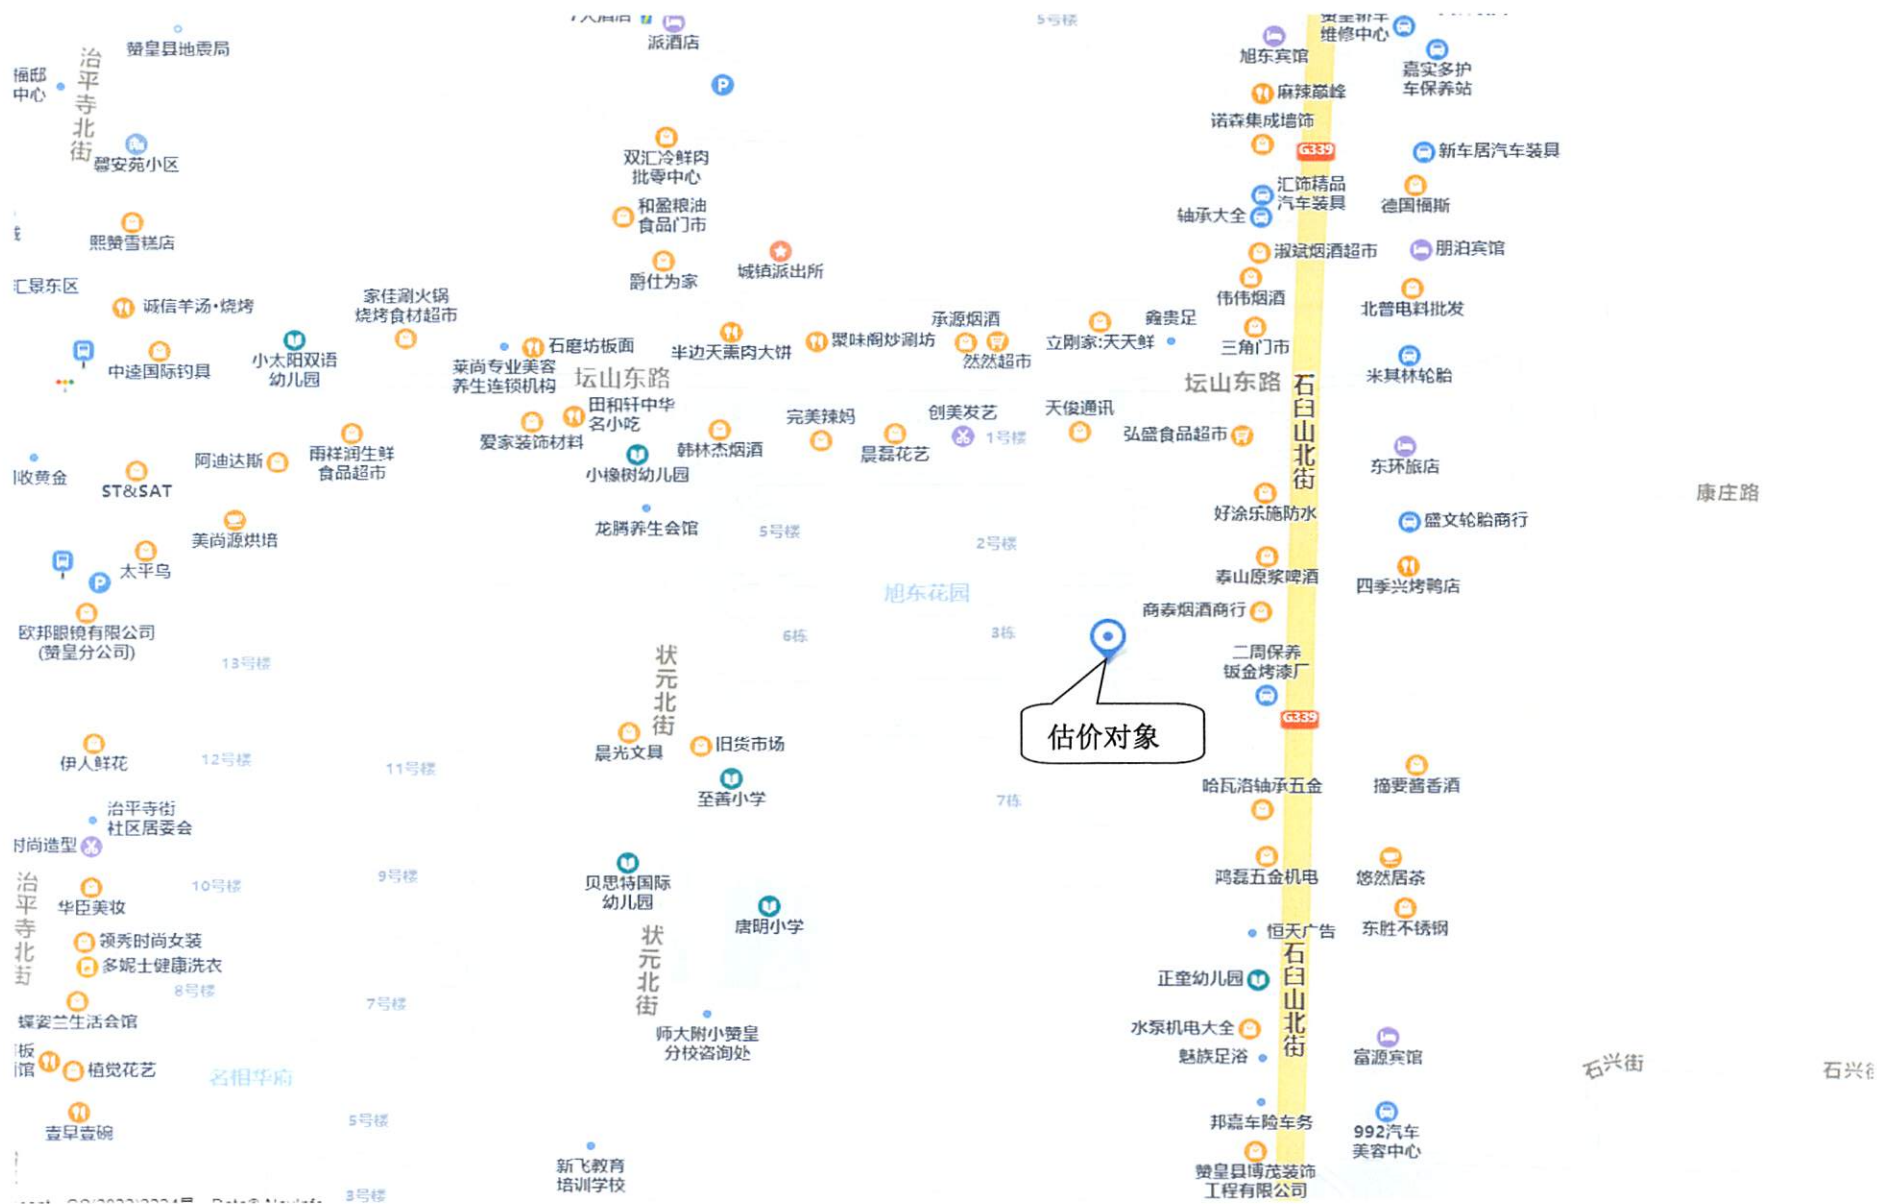 派酒店
5号楼
维修中心
旭东宾馆
嘉实多护
车保养站
赞皇县地震局
福邸
中心
治平寺北街
麻辣巅峰
诺森集成墙饰
G339
新车居汽车装具
馨安苑小区
双汇冷鲜肉
批零中心
汇饰精品
汽车装具
轴承大全
德国福斯
和盈粮油
食品门市
熙赞雪糕店
淑斌烟酒超市
朋泊宾馆
城镇派出所
爵仕为家
汇景东区
诚信羊汤·烧烤
家佳涮火锅
烧烤食材超市
伟伟烟酒
北普电料批发
承源烟酒
鑫贵足
石磨坊板面
半边天熏肉大饼
聚味阁炒涮坊
然然超市
立刚家:天天鲜
三角门市
小太阳双语
幼儿园
中逵国际钓具
莱尚专业美容
养生连锁机构
坛山东路
坛山东路
米其林轮胎
石臼山北街
田和轩中华
名小吃
完美辣妈
创美发艺
天俊通讯
爱家装饰材料
韩林杰烟酒
晨磊花艺
1号楼
弘盛食品超市
阿迪达斯
雨祥润生鲜
食品超市
小橡树幼儿园
东环旅店
收黄金
ST&SAT
康庄路
好涂乐施防水
盛文轮胎商行
美尚源烘培
龙腾养生会馆
5号楼
2号楼
太平鸟
泰山原浆啤酒
四季兴烤鸭店
旭东花园
商泰烟酒商行
欧邦眼镜有限公司
(赞皇分公司)
6栋
3栋
13号楼
二周保养
钣金烤漆厂
状元北街
G339
估价对象
伊人鲜花
12号楼
11号楼
晨光文具
旧货市场
哈瓦洛轴承五金
摘要酱香酒
至善小学
7栋
治平寺街
社区居委会
时尚造型
10号楼
9号楼
贝思特国际
幼儿园
鸿磊五金机电
悠然居茶
治平寺北街
华臣美妆
唐明小学
恒天广告
东胜不锈钢
领秀时尚女装
多妮士健康洗衣
状元北街
石臼山北街
正童幼儿园
8号楼
7号楼
蝶姿兰生活会馆
师大附小赞皇
分校咨询处
水泵机电大全
魅族足浴
富源宾馆
石兴街
石兴街
板
馆
植觉花艺
名相华府
壹早壹碗
5号楼
邦嘉车险车务
992汽车
美容中心
新飞教育
培训学校
赞皇县博茂装饰
工程有限公司
3号楼